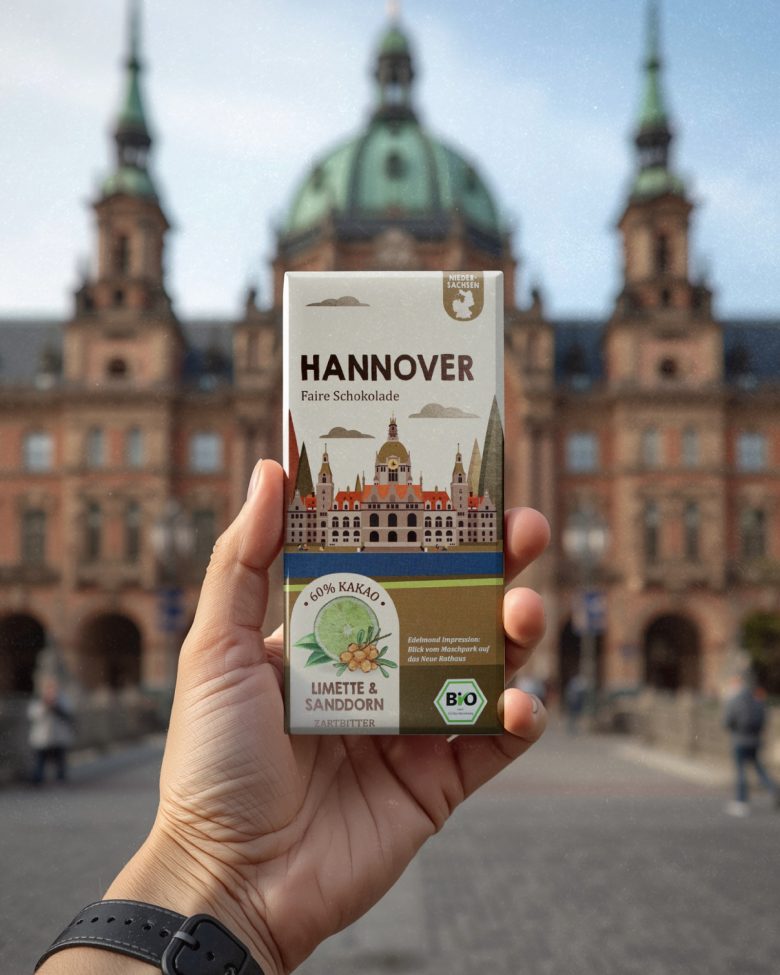 NIEDER-
SACHSEN
HANNOVER
Faire Schokolade
• 60% KAKAO •
LIMETTE &
SANDDORN
ZARTBITTER
Edelmond Impression:
Blick vom Maschpark auf
das Neue Rathaus
BIO